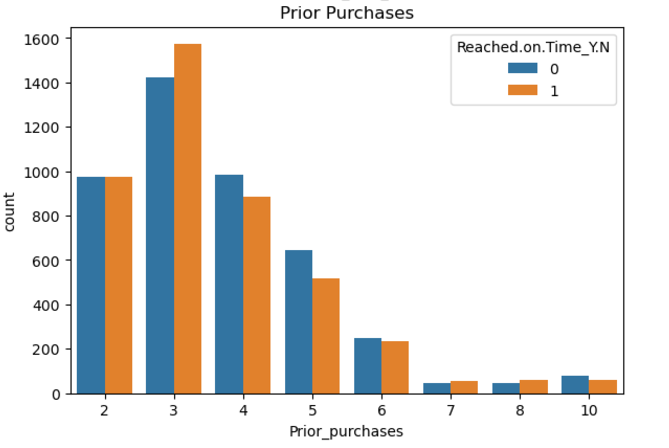 Prior Purchases
1600
1400
1200
1000
800
600
400
200
0
count
Reached.on.Time_Y.N
0
1
2 3 4 5 6 7 8 10
Prior_purchases